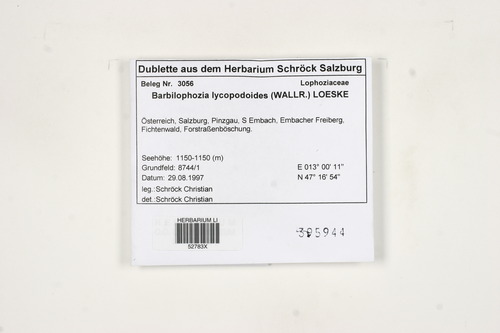 Dublette aus dem Herbarium Schröck Salzburg
Beleg Nr. 3056 Lophoziaceae
Barbilophozia lycopodoides (WALLR.) LOESKE
Österreich, Salzburg, Pinzgau, S Embach, Embacher Freiberg,
Fichtenwald, Forstraßenböschung.
Seehöhe: 1150-1150 (m)
Grundfeld: 8744/1 E 013° 00' 11"
Datum: 29.08.1997 N 47° 16' 54"
leg.:Schröck Christian
det.:Schröck Christian
HERBARIUM LI
52783X
395944